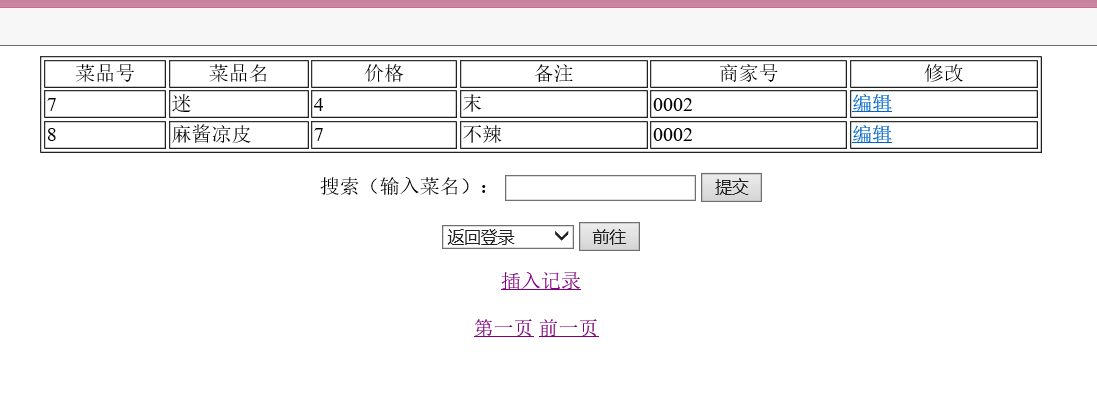 菜品号 菜品名 价格 备注 商家号 修改
7 迷 4 末 0002 编辑
8 麻酱凉皮 7 不辣 0002 编辑
搜索（输入菜名）： 提交
返回登录 前往
插入记录
第一页 前一页